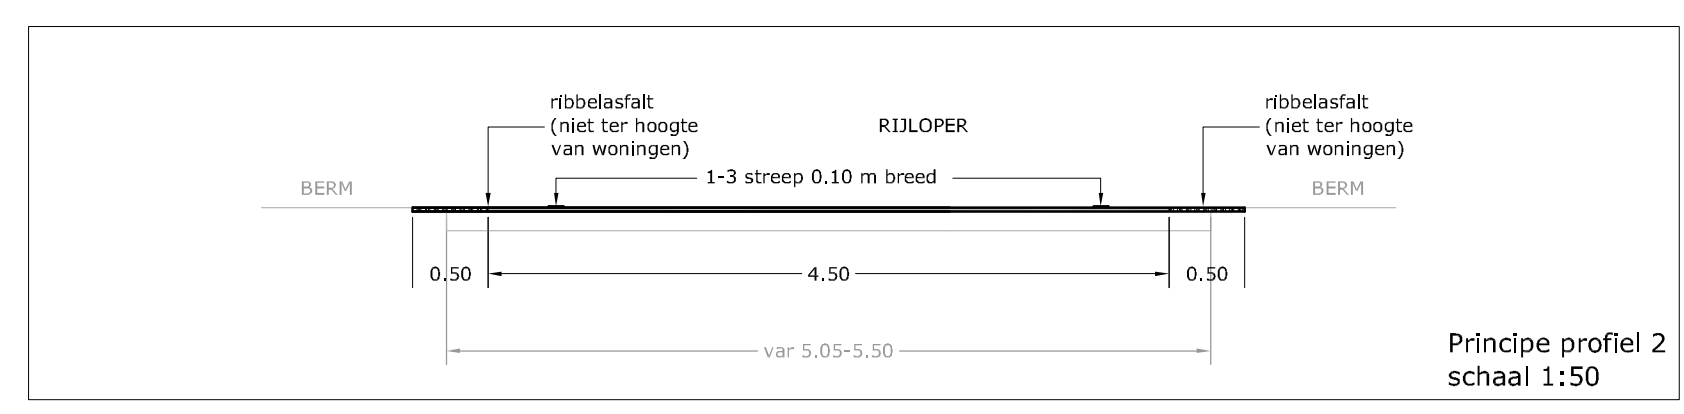 ribbelasfalt
(niet ter hoogte
van woningen)
RIJLOPER
ribbelasfalt
(niet ter hoogte
van woningen)
1-3 streep 0.10 m breed
BERM
BERM
0.50
4.50
0.50
var 5.05-5.50
Principe profiel 2
schaal 1:50